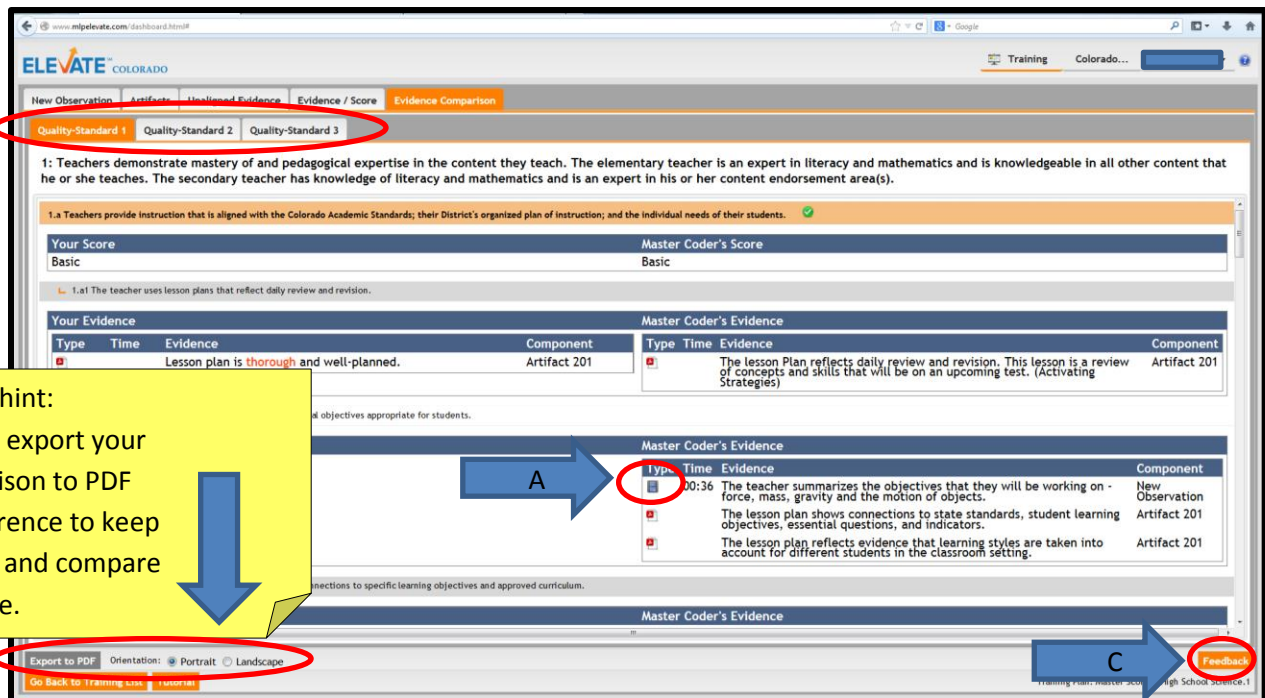 www.mlpelevate.com/dashboard.html#
Google
ELEVATE COLORADO
Training Colorado...
New Observation Artifacts Unaligned Evidence Evidence / Score Evidence Comparison
Quality-Standard 1 Quality-Standard 2 Quality-Standard 3
1: Teachers demonstrate mastery of and pedagogical expertise in the content they teach. The elementary teacher is an expert in literacy and mathematics and is knowledgeable in all other content that
he or she teaches. The secondary teacher has knowledge of literacy and mathematics and is an expert in his or her content endorsement area(s).
1.a Teachers provide instruction that is aligned with the Colorado Academic Standards; their District's organized plan of instruction; and the individual needs of their students.
Your Score Master Coder's Score
Basic Basic
1.a1 The teacher uses lesson plans that reflect daily review and revision.
Your Evidence Master Coder's Evidence
Type Time Evidence Component Type Time Evidence Component
Lesson plan is thorough and well-planned. Artifact 201 The lesson Plan reflects daily review and revision. This lesson is a review Artifact 201
of concepts and skills that will be on an upcoming test. (Activating
Strategies)
hint:
export your
ison to PDF
rence to keep
and compare
e.
objectives appropriate for students.
Master Coder's Evidence
A
Type Time Evidence Component
00:36 The teacher summarizes the objectives that they will be working on - New
force, mass, gravity and the motion of objects. Observation
The lesson plan shows connections to state standards, student learning Artifact 201
objectives, essential questions, and indicators.
The lesson plan reflects evidence that learning styles are taken into Artifact 201
account for different students in the classroom setting.
nnections to specific learning objectives and approved curriculum.
Master Coder's Evidence
Export to PDF Orientation: Portrait Landscape
C
Feedback
Go Back to Training List Tutorial
Training Plan: Master High School Science.1